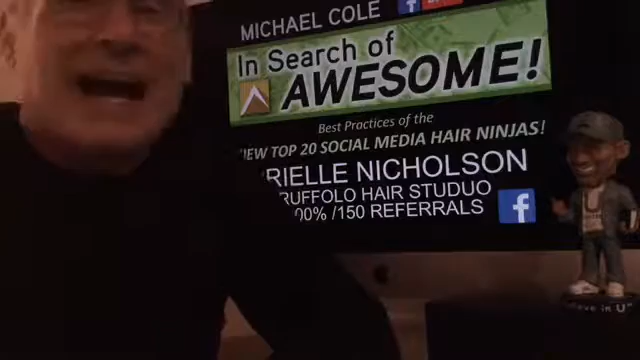 MICHAEL COLE
In Search of
AWESOME!
Best Practices of the
EW TOP 20 SOCIAL MEDIA HAIR NINJAS!
RIELLE NICHOLSON
RUFFOLO HAIR STUDUO
00% /150 REFERRALS
f